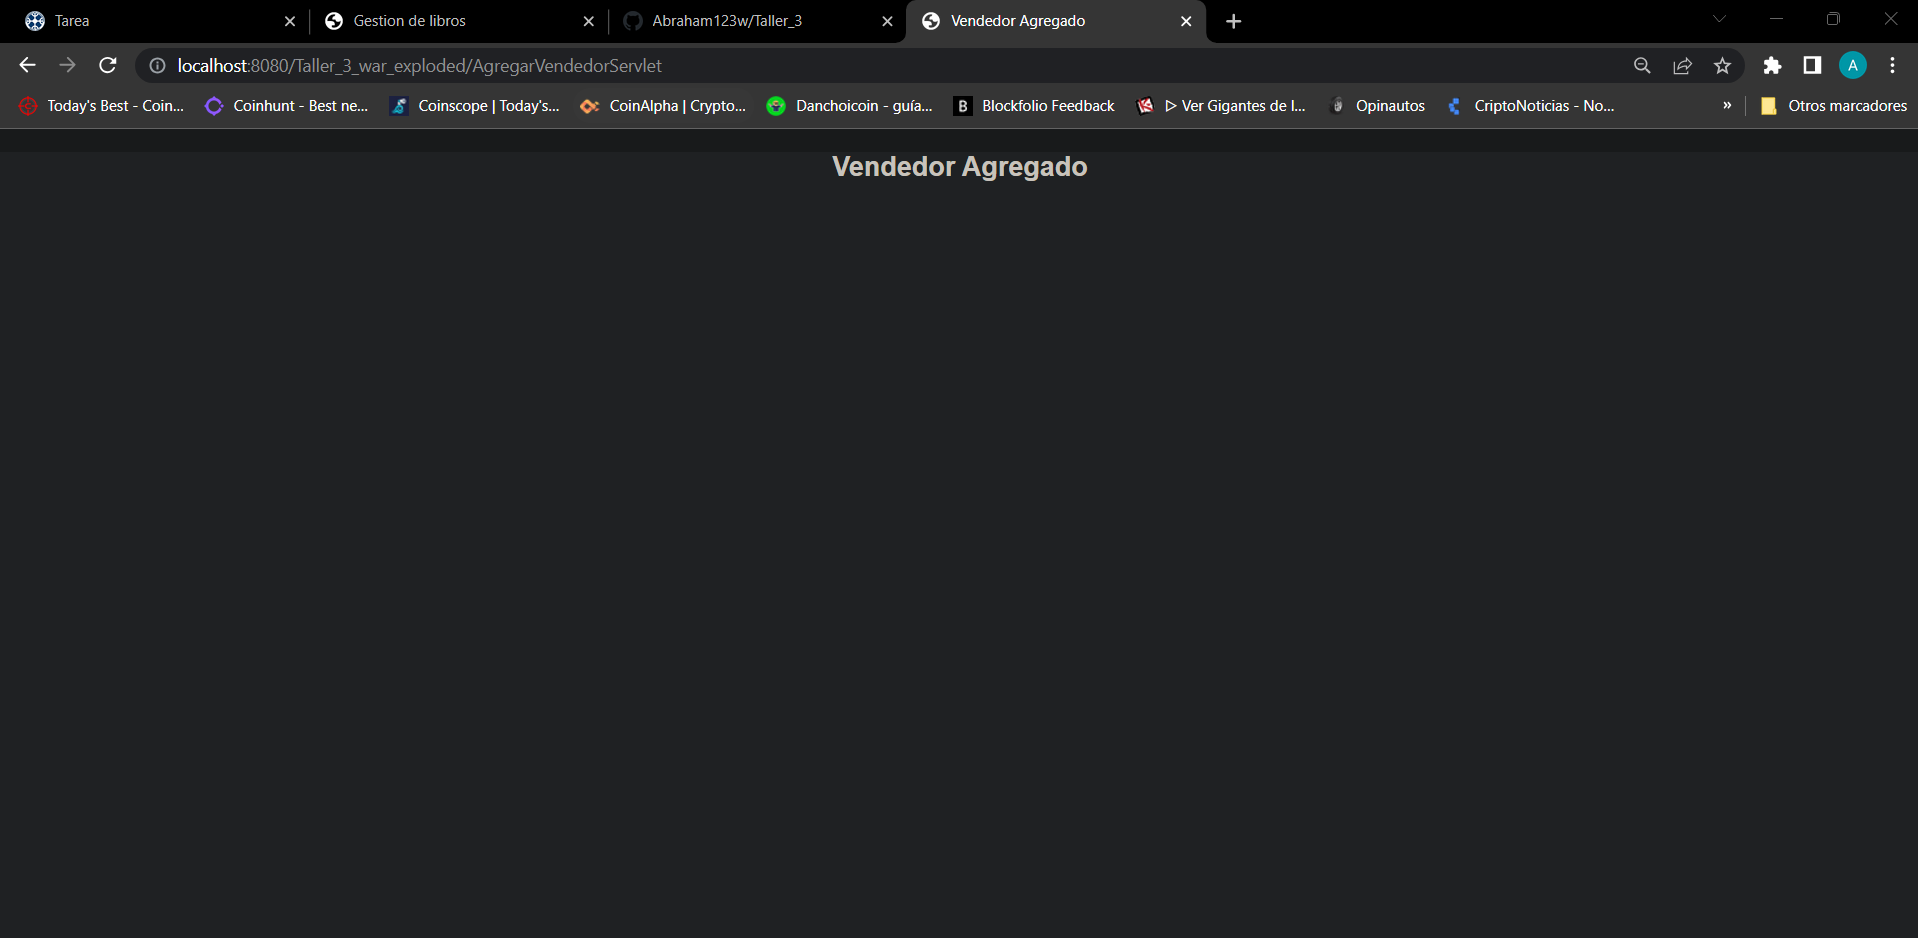 Tarea
Gestion de libros
Abraham123w/Taller_3
Vendedor Agregado
localhost:8080/Taller_3_war_exploded/AgregarVendedorServlet
A
Today's Best - Coin...
Coinhunt - Best ne...
Coinscope | Today's...
CoinAlpha | Crypto...
Danchoicoin - guía...
B
Blockfolio Feedback
▷ Ver Gigantes de l...
Opinautos
CriptoNoticias - No...
»
Otros marcadores
Vendedor Agregado